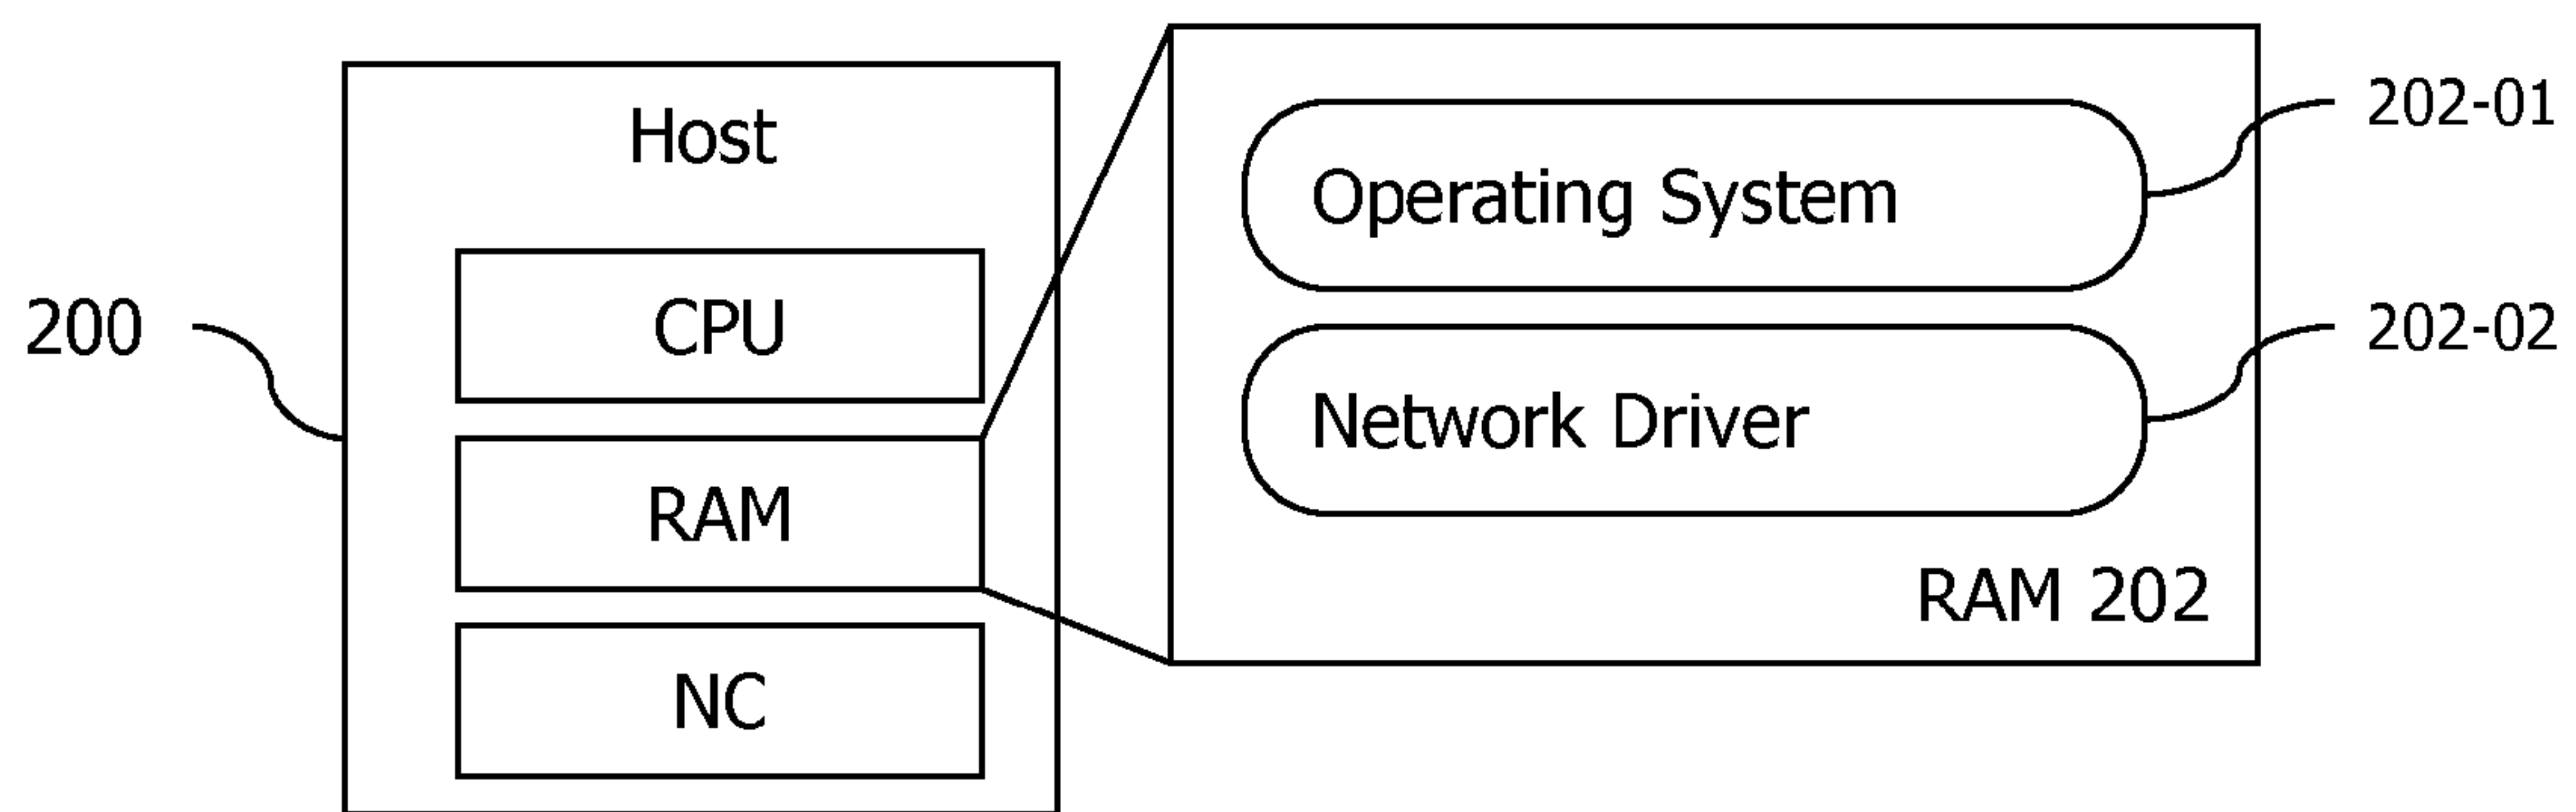 Host
200
CPU
RAM
NC
Operating System
202-01
Network Driver
202-02
RAM 202